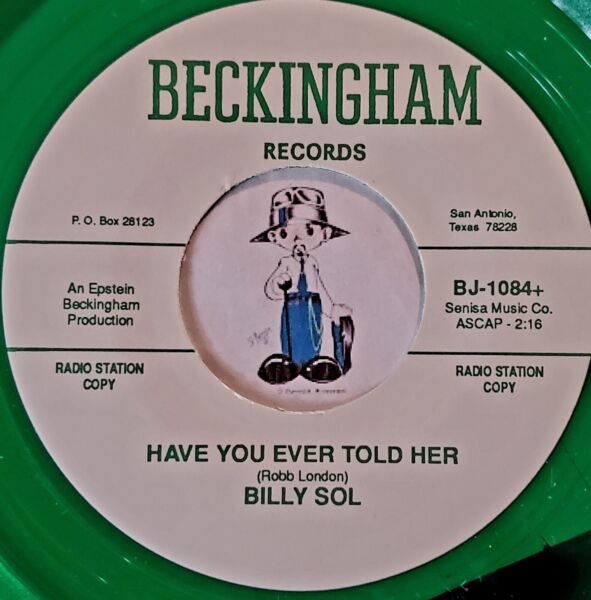 BECKINGHAM
RECORDS
P. O. Box 28123
San Antonio,
Texas 78228
An Epstein
Beckingham
Production
BJ-1084+
Senisa Music Co.
ASCAP - 2:16
RADIO STATION
COPY
RADIO STATION
COPY
HAVE YOU EVER TOLD HER
(Robb London)
BILLY SOL